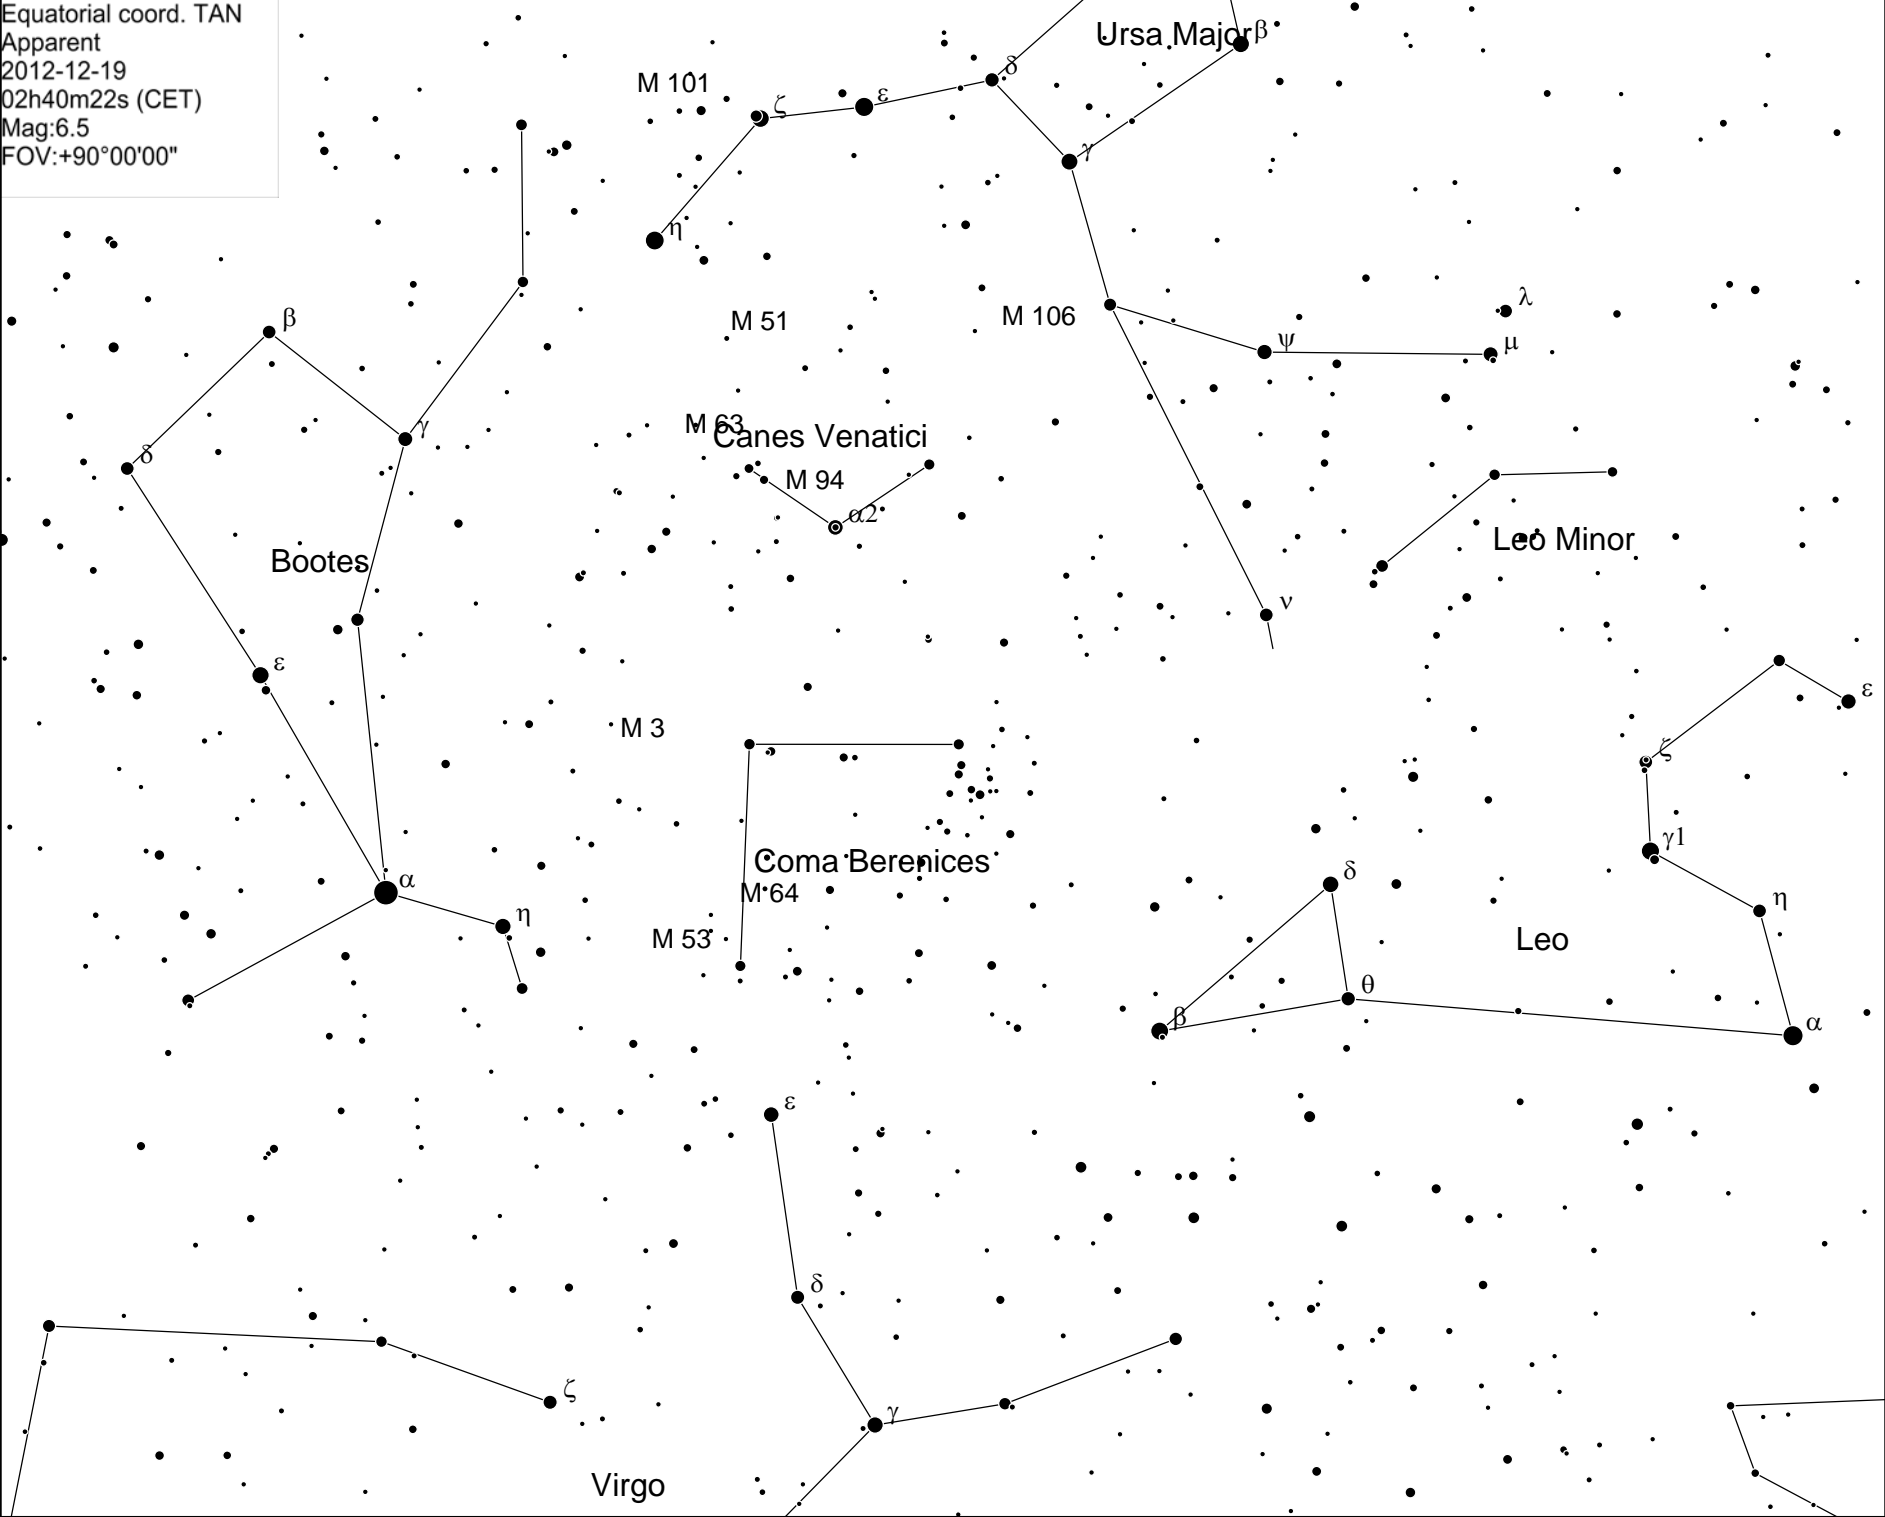 Equatorial coord. TAN
Apparent
2012-12-19
02h40m22s (CET)
Mag:6.5
FOV:+90°00'00"
Ursa Major
β
δ
M 101
ζ
ε
γ
η
λ
β
M 51
M 106
ψ
μ
γ
M 63
Canes Venatici
δ
M 94
α2
Leo Minor
Bootes
ν
ε
ε
M 3
ζ
γ1
Coma Berenices
δ
α
M 64
η
η
M 53
Leo
θ
β
α
ε
δ
ζ
γ
Virgo